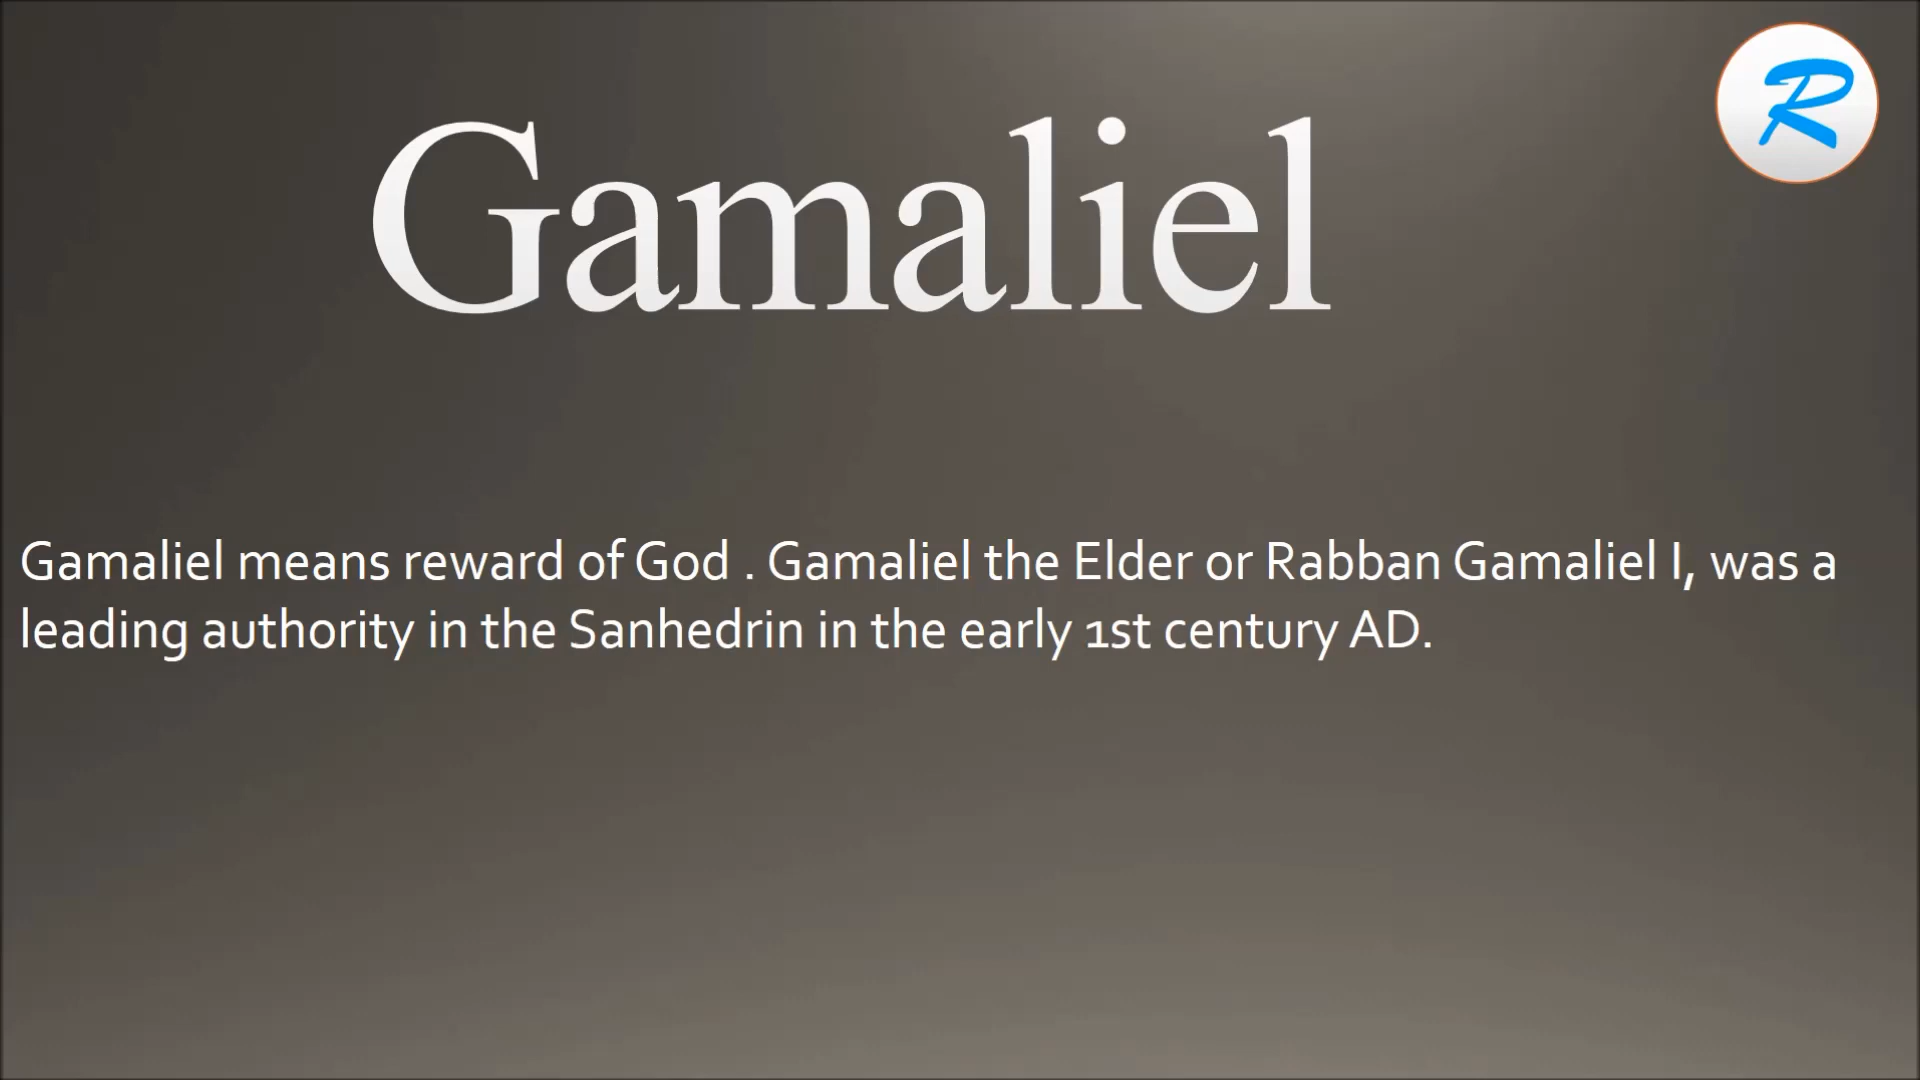 R
Gamaliel
Gamaliel means reward of God . Gamaliel the Elder or Rabban Gamaliel I, was a
leading authority in the Sanhedrin in the early 1st century AD.